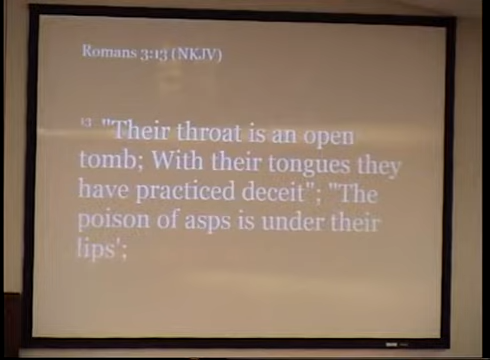 Romans 3:13 (NKJV)
13 "Their throat is an open
tomb; With their tongues they
have practiced deceit"; "The
poison of asps is under their
lips';